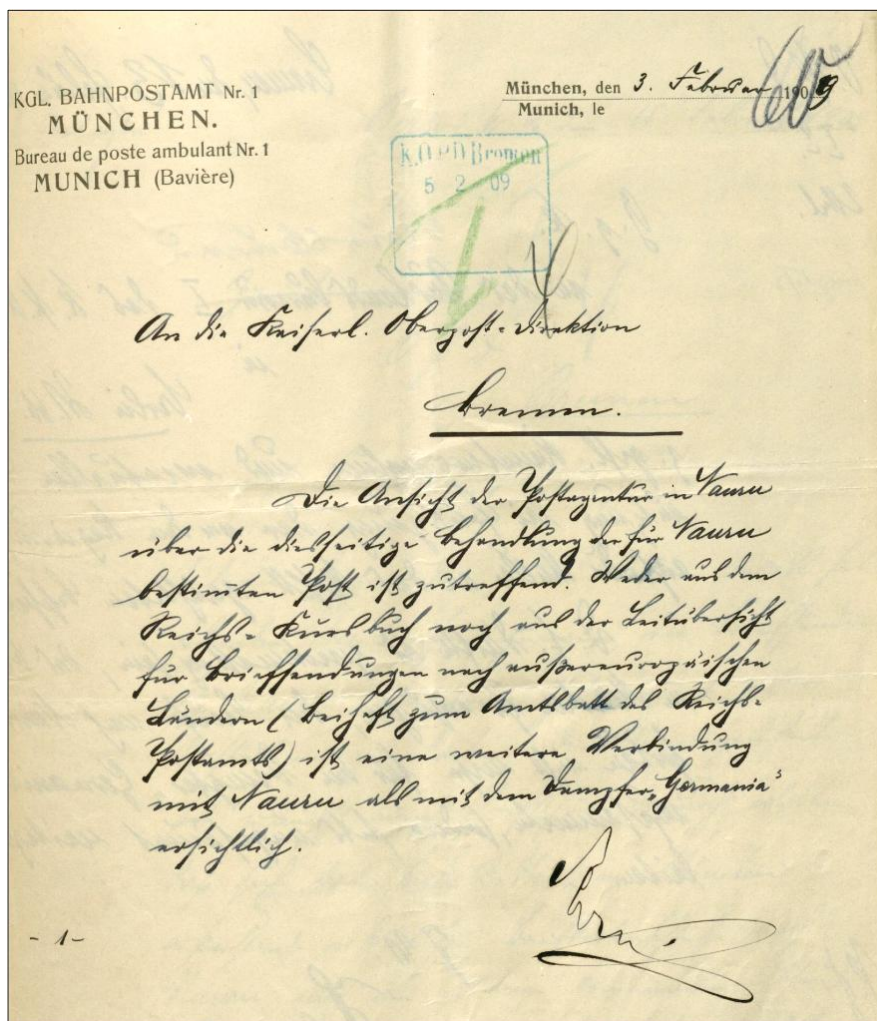 KGL. BAHNPOSTAMT Nr. 1
MÜNCHEN.
Bureau de poste ambulant Nr. 1
MUNICH (Bavière)
München, den 3. Februar 1909
Munich, le
K.O.P.D. Bremen
5 2 09
An die Kaiserl. Oberpost-Direktion
Bremen.
Die Ansicht der Postagentur in Nauru
über die diesseitige Behandlung der für Nauru
bestimten Post ist zutreffend. Weder aus dem
Reichs-Kursbuch noch aus der Leitübersicht
für Briefsendungen nach außereuropäischen
Ländern (Beiheft zum Amtsbatt des Reichs-
Postamts) ist eine weitere Verbindung
mit Nauru als mit dem Dampfer „Germania“
ersichtlich.
- 1 -